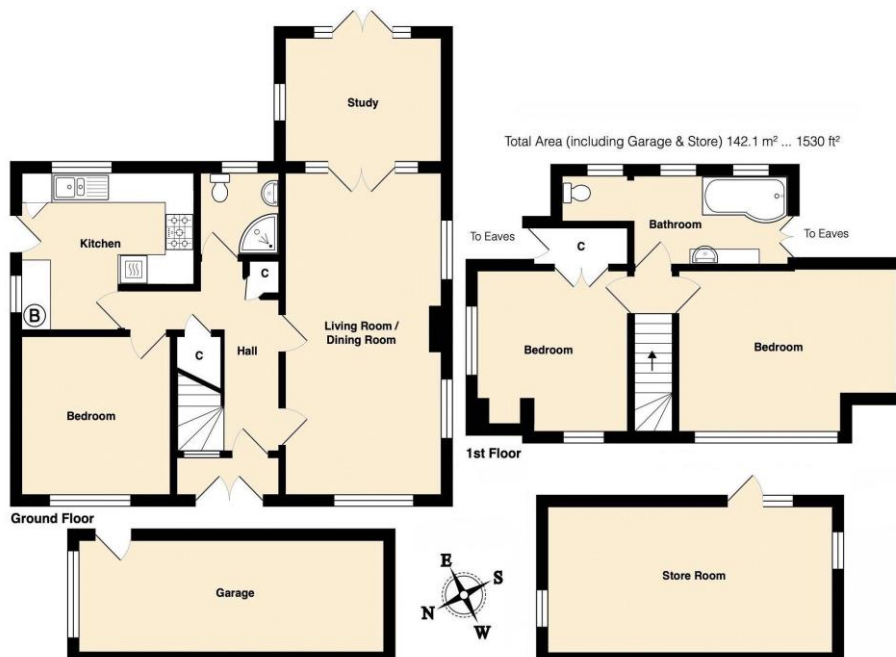 Study
Total Area (including Garage & Store) 142.1 m² ... 1530 ft²
Kitchen
Bathroom
To Eaves
To Eaves
C
C
B
Living Room /
Dining Room
Hall
C
Bedroom
Bedroom
Bedroom
1st Floor
Ground Floor
Garage
E
S
N
W
Store Room